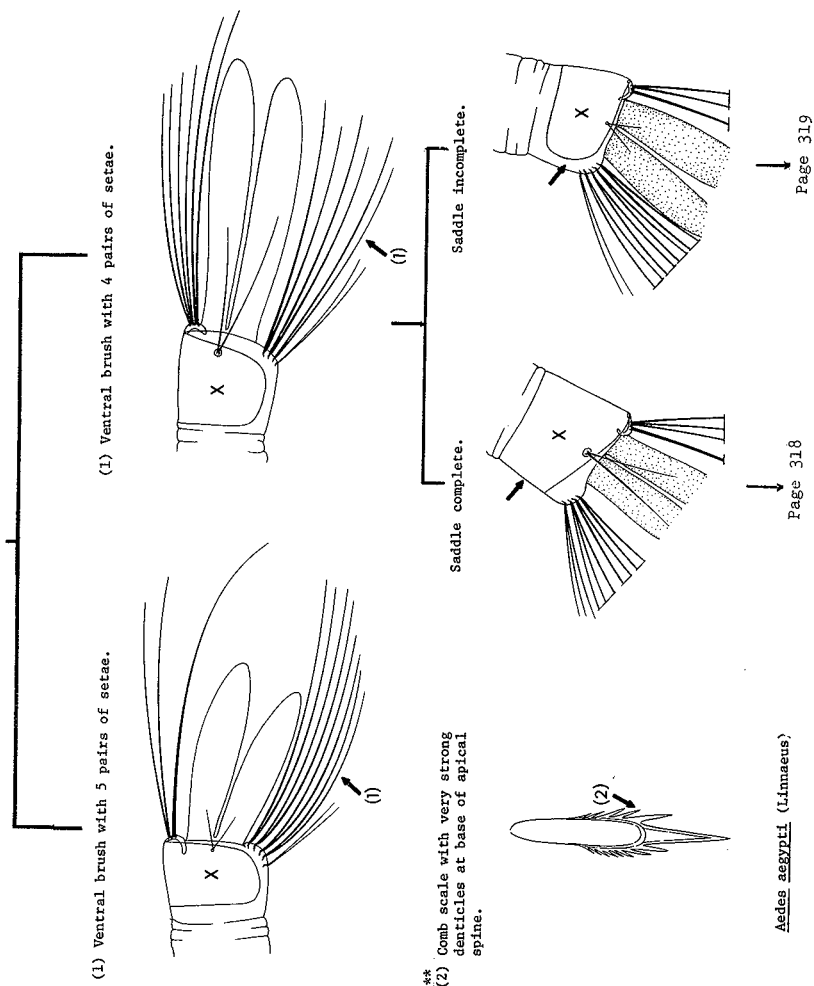 (1) Ventral brush with 5 pairs of setae.
(1) Ventral brush with 4 pairs of setae.
X
(1)
X
(1)
**
(2) Comb scale with very strong
denticles at base of apical
spine.
(2)
Aedes aegypti (Linnaeus)
Saddle complete.
X
Page 318
Saddle incomplete.
X
Page 319